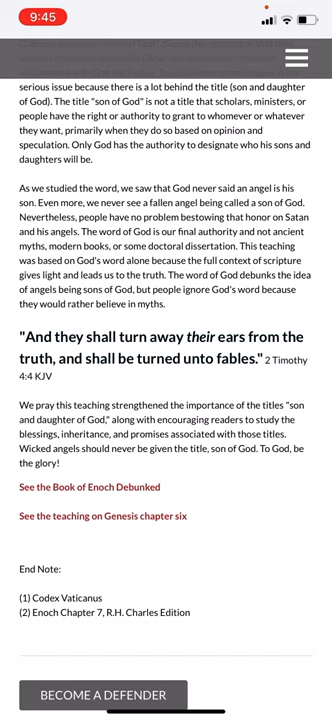 9:45
serious issue because there is a lot behind the title (son and daughter
of God). The title "son of God" is not a title that scholars, ministers, or
people have the right or authority to grant to whomever or whatever
they want, primarily when they do so based on opinion and
speculation. Only God has the authority to designate who his sons and
daughters will be.
As we studied the word, we saw that God never said an angel is his
son. Even more, we never see a fallen angel being called a son of God.
Nevertheless, people have no problem bestowing that honor on Satan
and his angels. The word of God is our final authority and not ancient
myths, modern books, or some doctoral dissertation. This teaching
was based on God's word alone because the full context of scripture
gives light and leads us to the truth. The word of God debunks the idea
of angels being sons of God, but people ignore God's word because
they would rather believe in myths.
"And they shall turn away their ears from the
truth, and shall be turned unto fables." 2 Timothy
4:4 KJV
We pray this teaching strengthened the importance of the titles "son
and daughter of God," along with encouraging readers to study the
blessings, inheritance, and promises associated with those titles.
Wicked angels should never be given the title, son of God. To God, be
the glory!
See the Book of Enoch Debunked
See the teaching on Genesis chapter six
End Note:
(1) Codex Vaticanus
(2) Enoch Chapter 7, R.H. Charles Edition
BECOME A DEFENDER